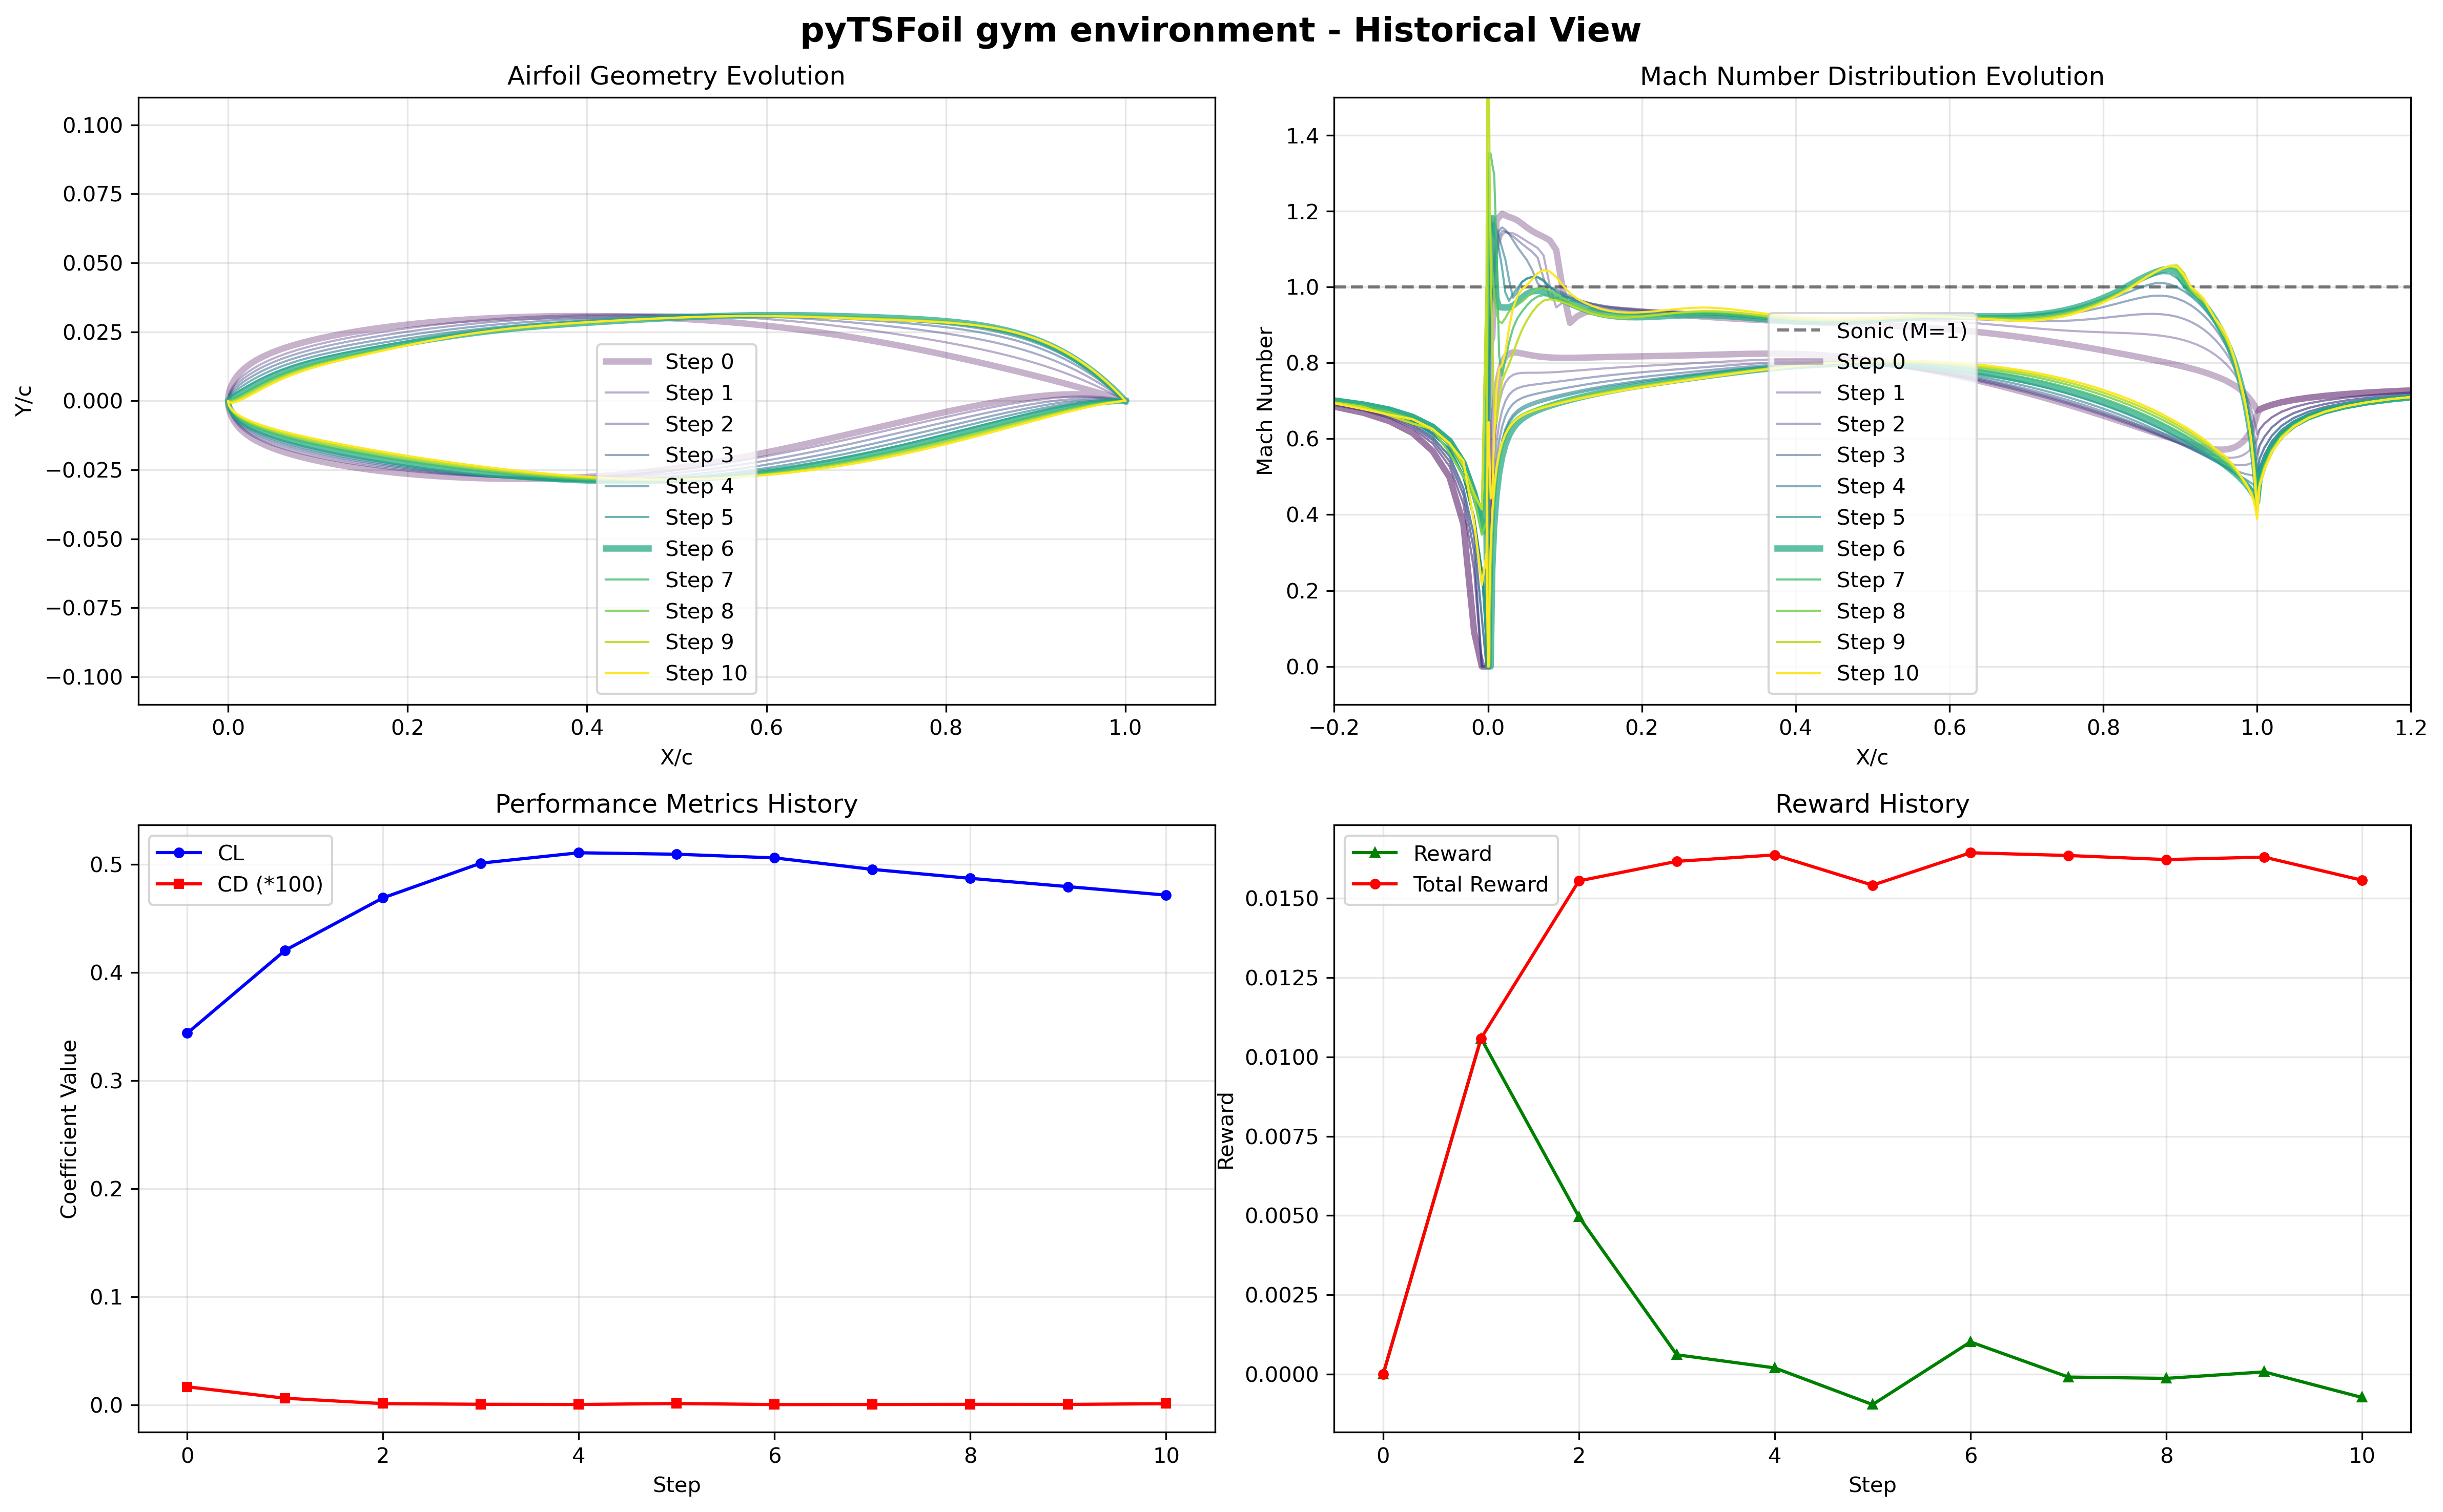 pyTSFoil gym environment - Historical View
Airfoil Geometry Evolution
Y/c
0.100
0.075
0.050
0.025
0.000
−0.025
−0.050
−0.075
−0.100
Step 0
Step 1
Step 2
Step 3
Step 4
Step 5
Step 6
Step 7
Step 8
Step 9
Step 10
0.0 0.2 0.4 0.6 0.8 1.0
X/c
Mach Number Distribution Evolution
Mach Number
1.4
1.2
1.0
0.8
0.6
0.4
0.2
0.0
Sonic (M=1)
Step 0
Step 1
Step 2
Step 3
Step 4
Step 5
Step 6
Step 7
Step 8
Step 9
Step 10
−0.2 0.0 0.2 0.4 0.6 0.8 1.0 1.2
X/c
Performance Metrics History
Coefficient Value
0.5
0.4
0.3
0.2
0.1
0.0
CL
CD (*100)
0 2 4 6 8 10
Step
Reward History
Reward
0.0150
0.0125
0.0100
0.0075
0.0050
0.0025
0.0000
Reward
Total Reward
0 2 4 6 8 10
Step